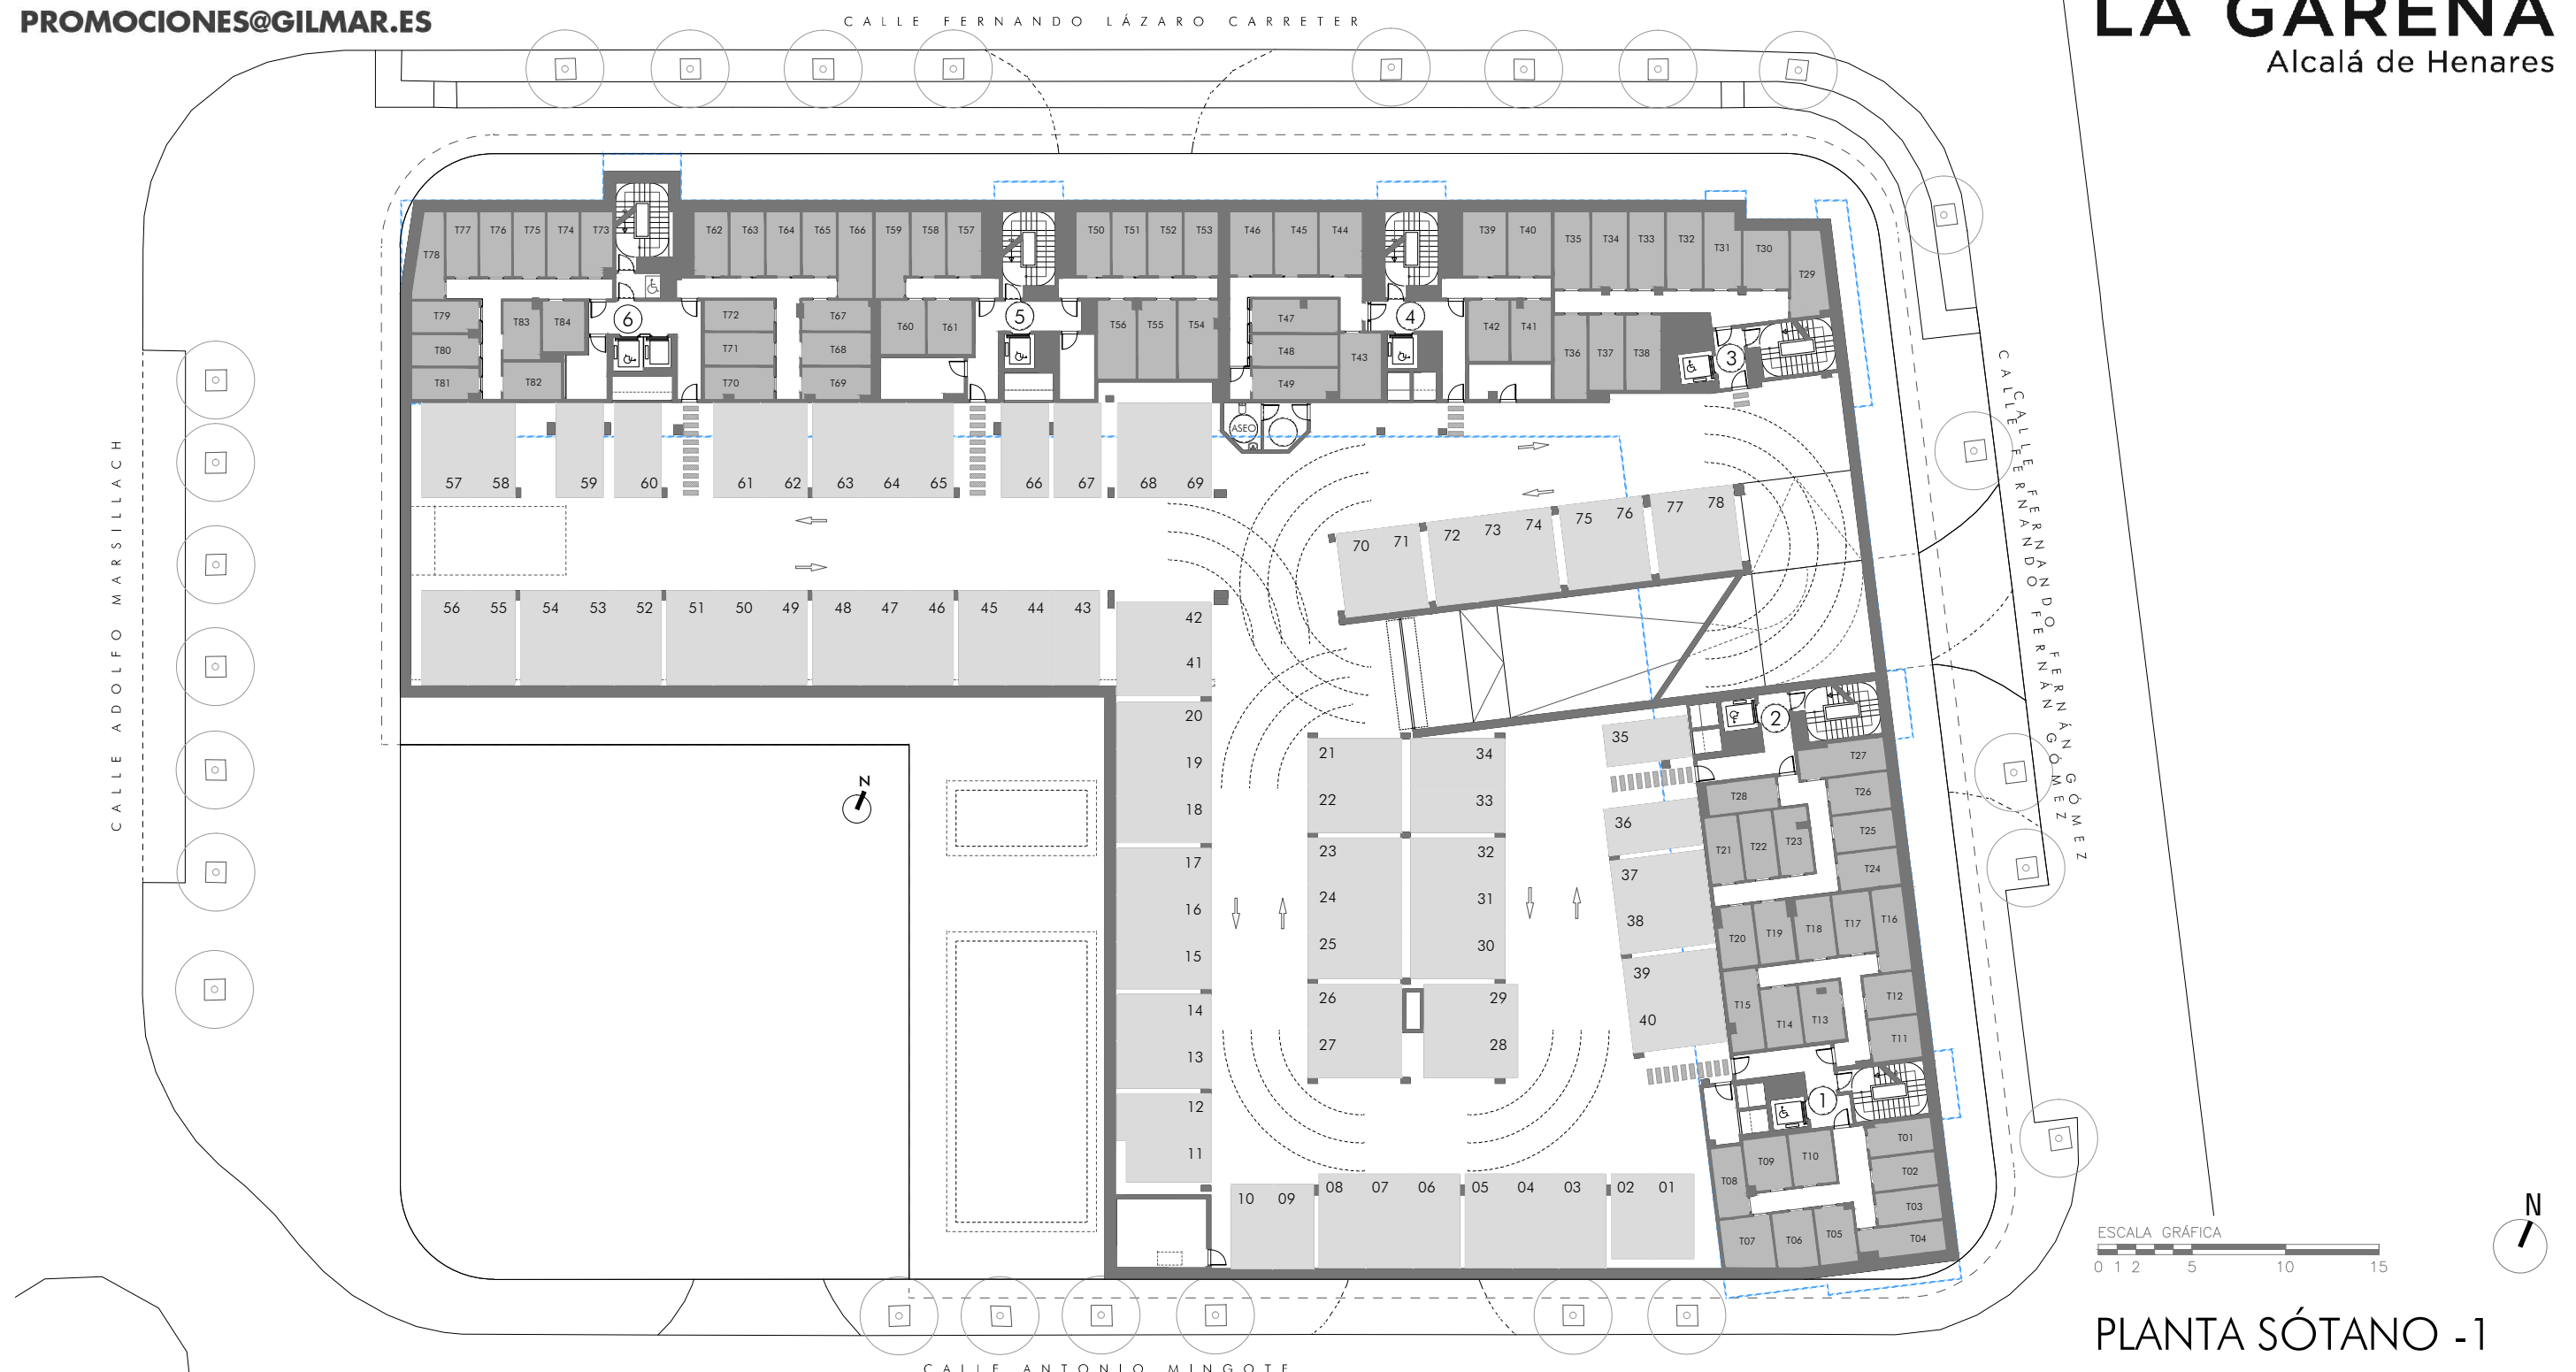 PROMOCIONES@GILMAR.ES
CALLE FERNANDO LÁZARO CARRETER
LA GARENA
Alcalá de Henares
T78 T77 T76 T75 T74 T73
T62 T63 T64 T65 T66 T59 T58 T57
T50 T51 T52 T53
T46 T45 T44
T39 T40 T35 T34 T33 T32 T31 T30 T29
T79 T83 T84 6 T72 T67 T60 T61 5 T56 T55 T54 T47 4 T42 T41 T36 T37 T38 3
T80 T71 T68 T48 T43
T81 T82 T70 T69 T49
ASEO
57 58 59 60 61 62 63 64 65 66 67 68 69
70 71 72 73 74 75 76 77 78
56 55 54 53 52 51 50 49 48 47 46 45 44 43
42
41
20
19
18
17
16
15
14
13
12
11
21 34
22 33
23 32
24 31
25 30
26 29
27 28
35
36
37
38
39
40
2
T27
T28 T26
T21 T22 T23 T25
T24
T20 T19 T18 T17 T16
T15 T14 T13 T12
T11
1
T01
T09 T10 T02
T08 T03
T07 T06 T05 T04
10 09 08 07 06 05 04 03 02 01
N
CALLE ADOLFO MARSILLACH
CALLE FERNANDO FERNÁN GÓMEZ
CALLE FERNANDO FERNÁN GÓMEZ
CALLE ANTONIO MINGOTE
N
ESCALA GRÁFICA
0 1 2 5 10 15
PLANTA SÓTANO -1